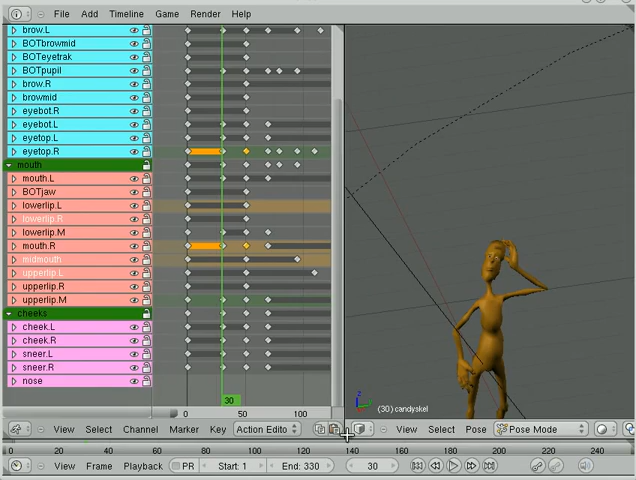 File Add Timeline Game Render Help
brow.L
BOTbrowmid
BOTeyetrak
BOTpupil
brow.R
browmid
eyebot.R
eyebot.L
eyetop.L
eyetop.R
mouth
mouth.L
BOTjaw
lowerlip.L
lowerlip.R
lowerlip.M
mouth.R
midmouth
upperlip.L
upperlip.R
upperlip.M
cheeks
cheek.L
cheek.R
sneer.L
sneer.R
nose
30
0 50 100
z
(30) candyskel
View Select Channel Marker Key Action Edito
View Select Pose Pose Mode
0 20 40 60 80 100 120 140 160 180 200 220 240
View Frame Playback PR Start: 1 End: 330 30